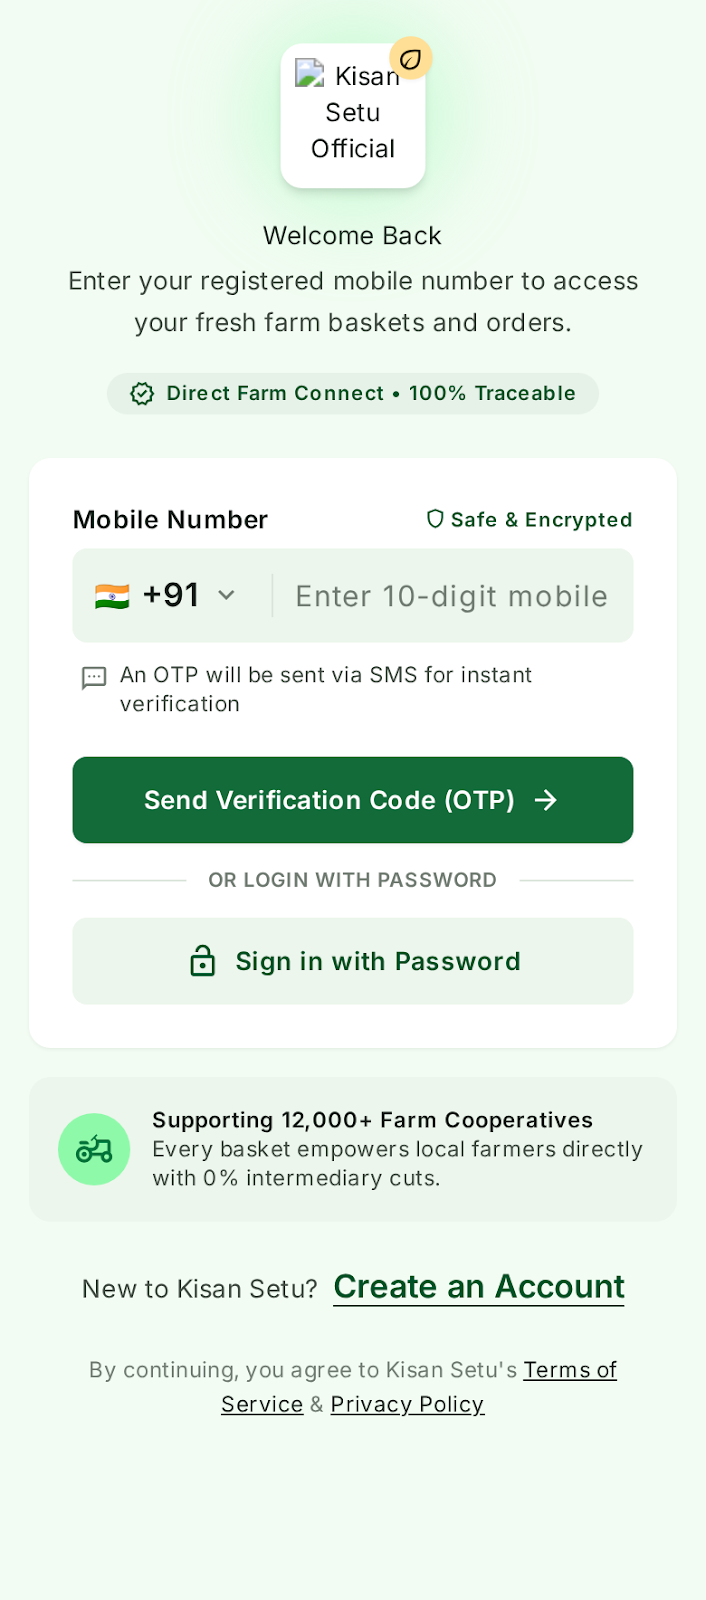 Kisan
Setu
Official
Welcome Back
Enter your registered mobile number to access
your fresh farm baskets and orders.
Direct Farm Connect • 100% Traceable
Mobile Number
Safe & Encrypted
🇮🇳 +91
Enter 10-digit mobile
An OTP will be sent via SMS for instant
verification
Send Verification Code (OTP) →
OR LOGIN WITH PASSWORD
Sign in with Password
Supporting 12,000+ Farm Cooperatives
Every basket empowers local farmers directly
with 0% intermediary cuts.
New to Kisan Setu? Create an Account
By continuing, you agree to Kisan Setu's Terms of
Service & Privacy Policy